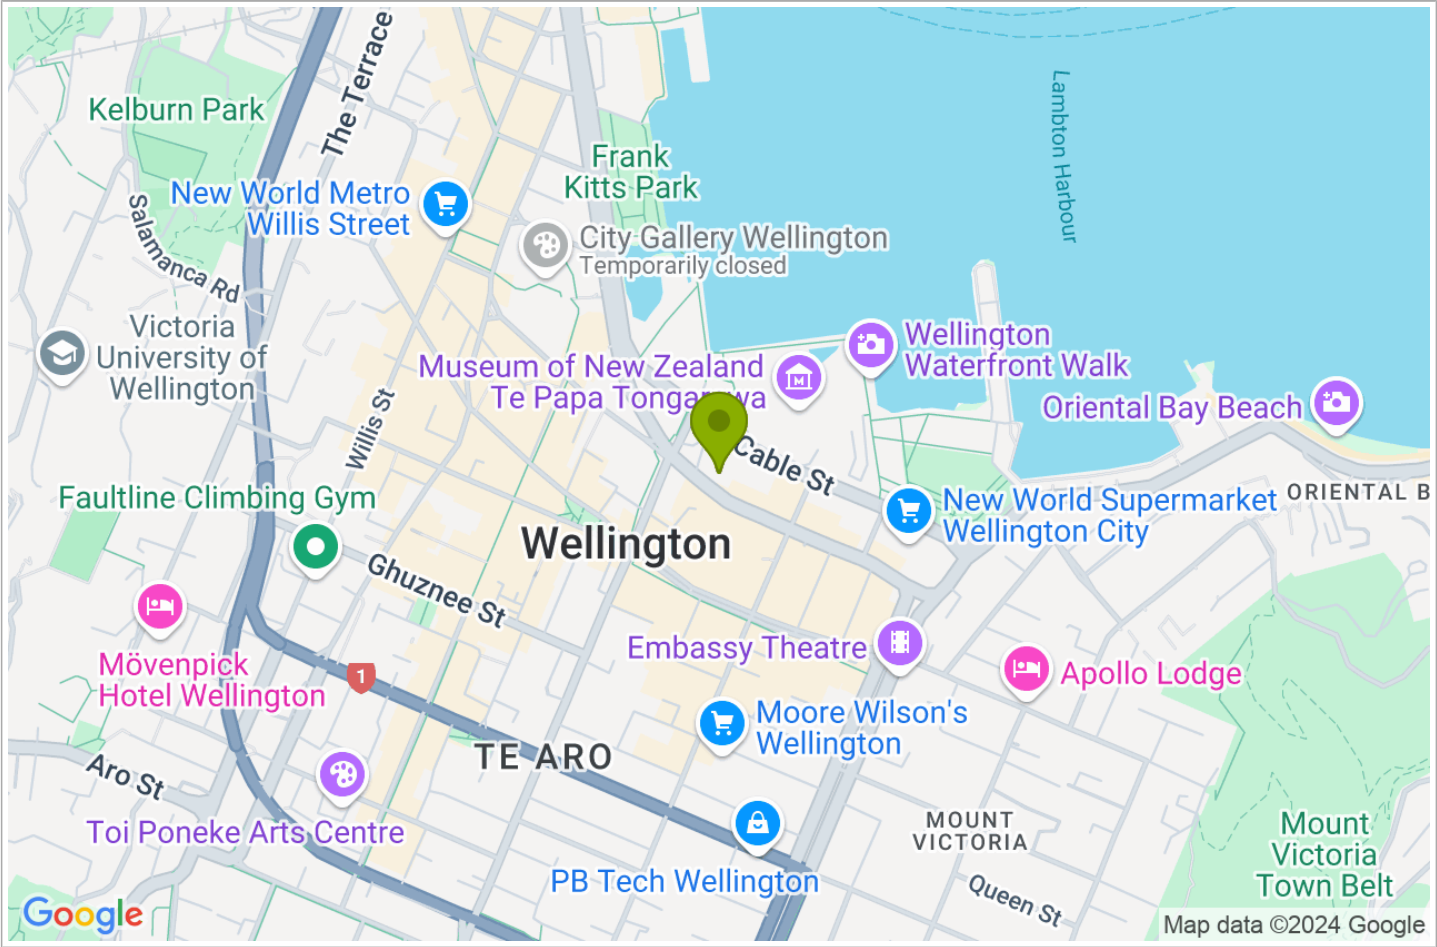 The Terrace
Kelburn Park
Frank
Kitts Park
Lambton Harbour
New World Metro
Willis Street
Salamanca Rd
City Gallery Wellington
Temporarily closed
Victoria
University of
Wellington
Wellington
Waterfront Walk
Museum of New Zealand
Te Papa Tongarewa
Oriental Bay Beach
Willis St
Cable St
Faultline Climbing Gym
New World Supermarket
Wellington City
ORIENTAL B
Wellington
Ghuznee St
Embassy Theatre
Mövenpick
Hotel Wellington
1
Apollo Lodge
Moore Wilson's
Wellington
TE ARO
Aro St
Toi Poneke Arts Centre
MOUNT
VICTORIA
Mount
Victoria
Town Belt
PB Tech Wellington
Queen St
Google
Map data ©2024 Google